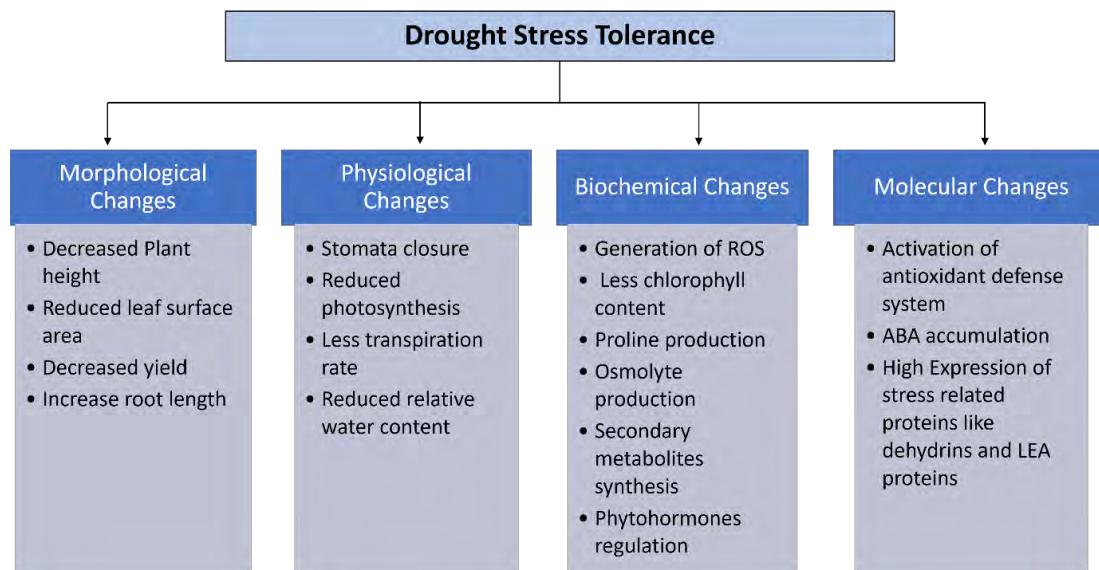 Drought Stress Tolerance
Morphological
Changes
• Decreased Plant
height
• Reduced leaf surface
area
• Decreased yield
• Increase root length
Physiological
Changes
• Stomata closure
• Reduced
photosynthesis
• Less transpiration
rate
• Reduced relative
water content
Biochemical Changes
• Generation of ROS
• Less chlorophyll
content
• Proline production
• Osmolyte
production
• Secondary
metabolites
synthesis
• Phytohormones
regulation
Molecular Changes
• Activation of
antioxidant defense
system
• ABA accumulation
• High Expression of
stress related
proteins like
dehydrins and LEA
proteins